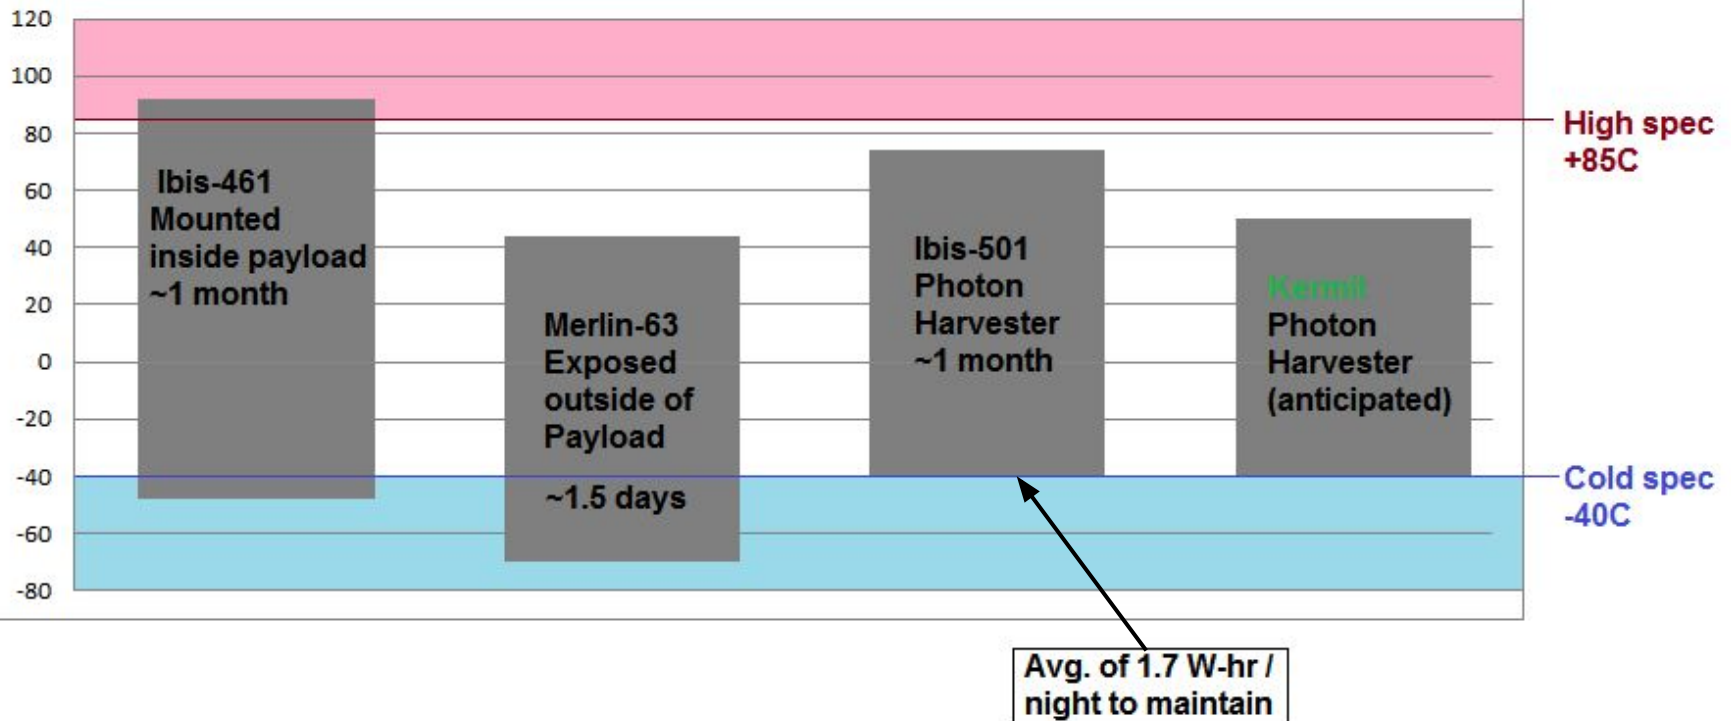 120
100
80
60
40
20
0
-20
-40
-60
-80
Ibis-461
Mounted
inside payload
~1 month
Merlin-63
Exposed
outside of
Payload
~1.5 days
Ibis-501
Photon
Harvester
~1 month
Kermit
Photon
Harvester
(anticipated)
High spec
+85C
Cold spec
-40C
Avg. of 1.7 W-hr /
night to maintain